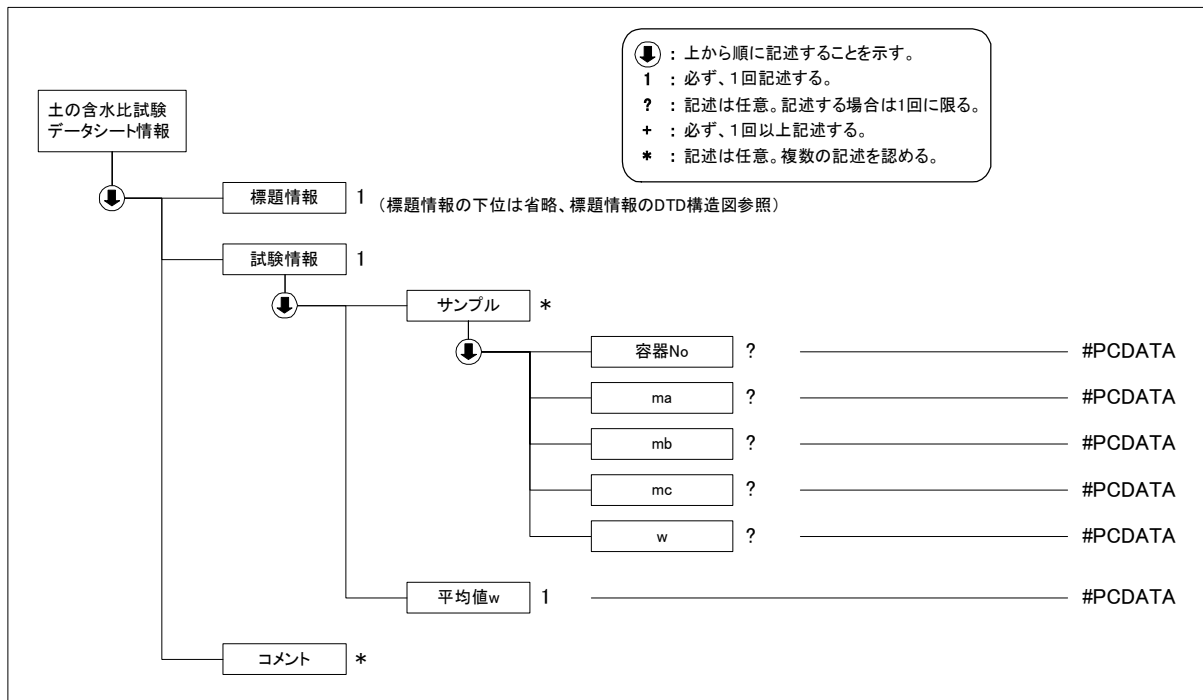 ： 上から順に記述することを示す。
1 ： 必ず、1回記述する。
? ： 記述は任意。記述する場合は1回に限る。
+ ： 必ず、1回以上記述する。
* ： 記述は任意。複数の記述を認める。
土の含水比試験
データシート情報
標題情報 1 （標題情報の下位は省略、標題情報のDTD構造図参照）
試験情報 1
サンプル *
容器No ? #PCDATA
ma ? #PCDATA
mb ? #PCDATA
mc ? #PCDATA
w ? #PCDATA
平均値w 1 #PCDATA
コメント *